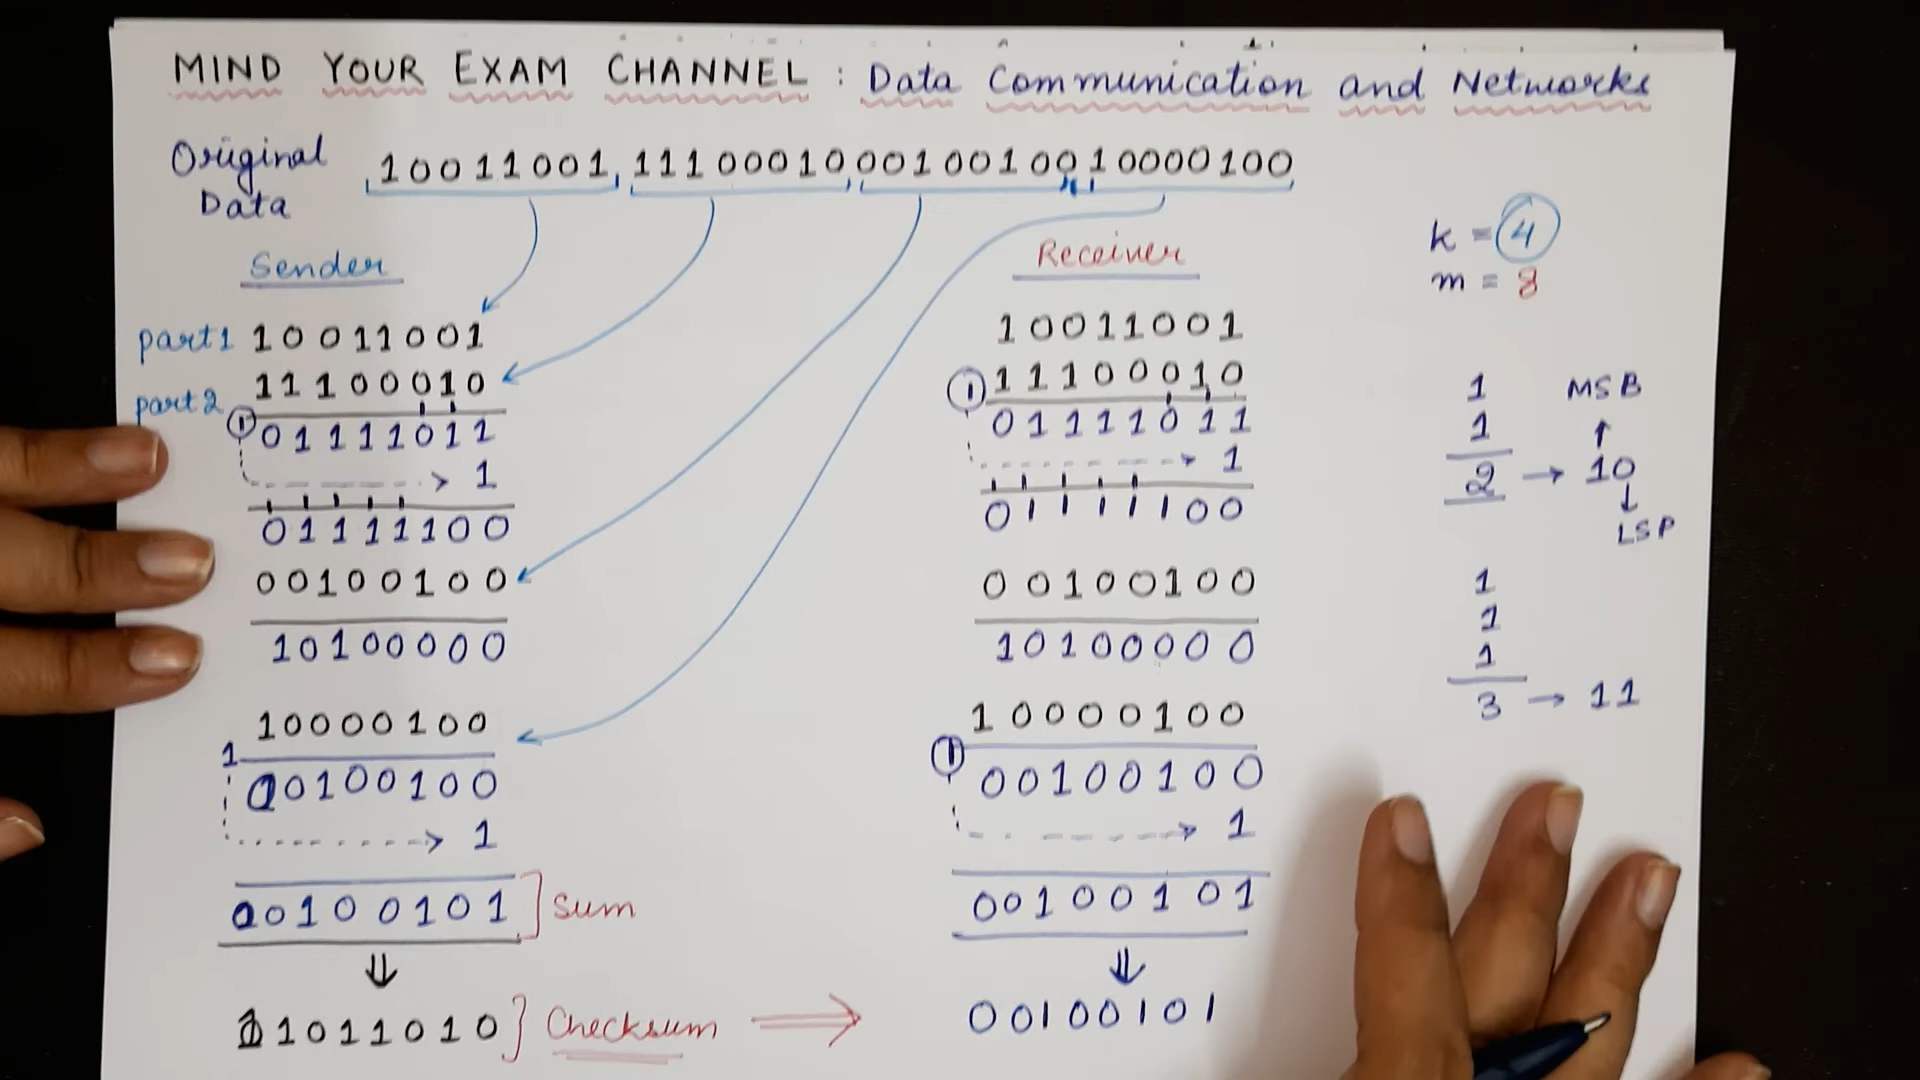 MIND YOUR EXAM CHANNEL : Data Communication and Networks
Original Data
10011001 11100010 00100100 10000100
k = 4
m = 8
Sender
part1 10011001
part2 11100010
1 01111011
1
01111100
00100100
10100000
10000100
1 00100100
1
00100101 Sum
⇓
11011010 Checksum ⇒
Receiver
10011001
11100010
1 01111011
1
01111100
00100100
10100000
10000100
1 00100100
1
00100101
⇓
00100101
1
1
2 → 10
MSB
↑
↓
LSP
1
1
1
3 → 11